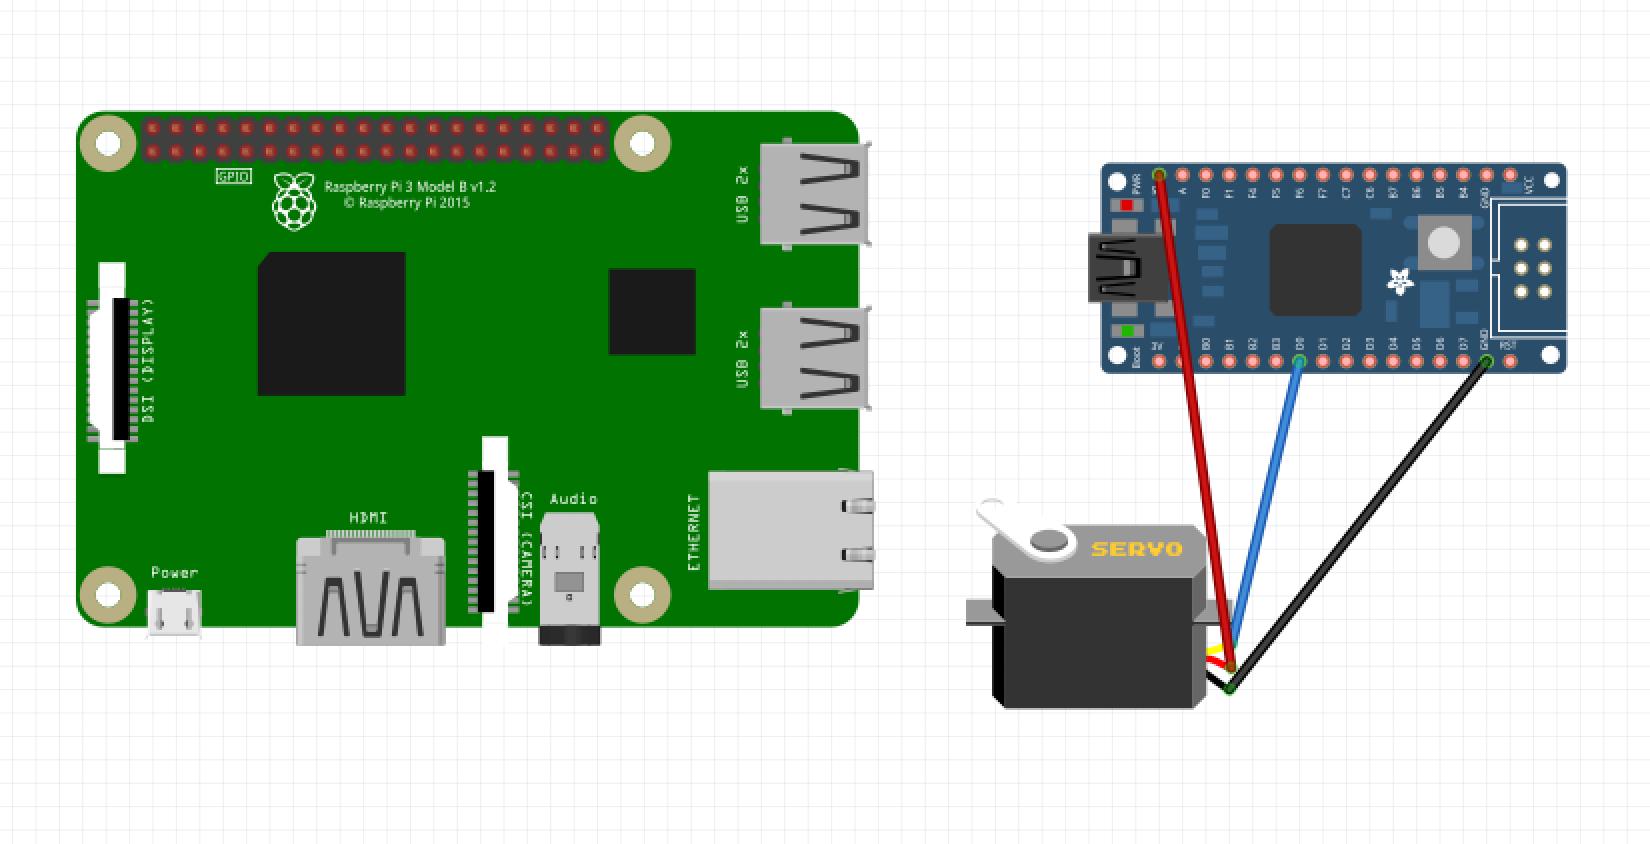 GPIO
Raspberry Pi 3 Model B v1.2
© Raspberry Pi 2015
USB 2x
USB 2x
DSI (DISPLAY)
ETHERNET
CSI (CAMERA)
Audio
HDMI
Power
PWR
A
F0
F1
F4
F5
F6
F7
C7
C6
B7
B6
B5
B4
GND
VCC
Boot
B0
B1
B2
B3
D0
D1
D2
D3
D4
D5
D6
D7
GND
SERVO